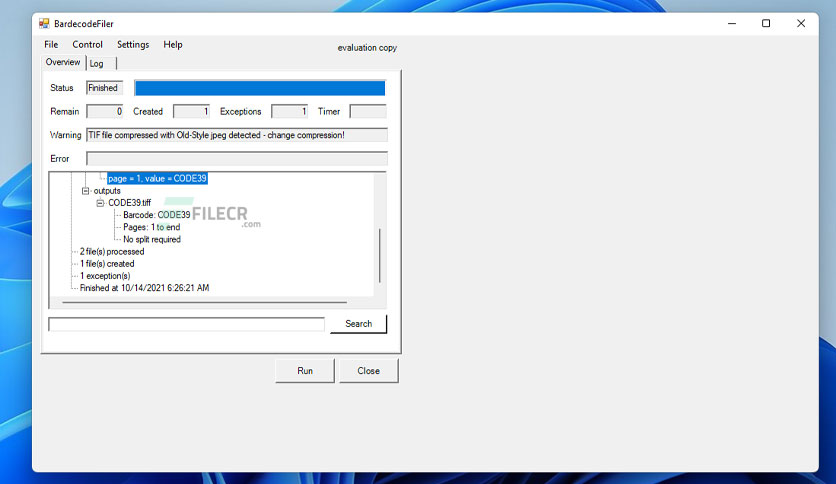 BardecodeFiler
File Control Settings Help
evaluation copy
Overview Log
Status Finished
Remain 0 Created 1 Exceptions 1 Timer
Warning TIF file compressed with Old-Style jpeg detected - change compression!
Error
page = 1, value = CODE39
outputs
CODE39.tiff
Barcode: CODE39
Pages: 1 to end
No split required
FILECR
.com
2 file(s) processed
1 file(s) created
1 exception(s)
Finished at 10/14/2021 6:26:21 AM
Search
Run Close